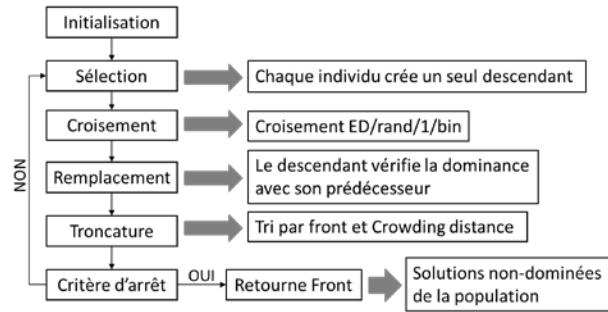 Initialisation
Sélection
Chaque individu crée un seul descendant
Croisement
Croisement ED/rand/1/bin
Remplacement
Le descendant vérifie la dominance
avec son prédécesseur
Troncature
Tri par front et Crowding distance
NON
Critère d'arrêt
OUI
Retourne Front
Solutions non-dominées
de la population